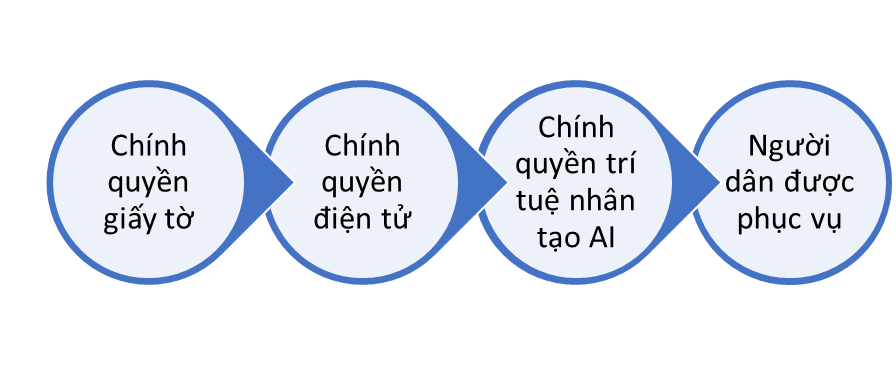 Chính
quyền
giấy tờ
Chính
quyền
điện tử
Chính
quyền trí
tuệ nhân
tạo AI
Người
dân được
phục vụ